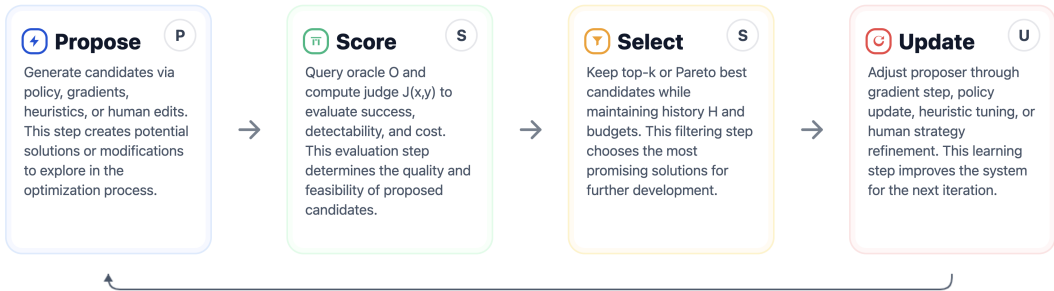 Propose
P
Generate candidates via
policy, gradients,
heuristics, or human edits.
This step creates potential
solutions or modifications
to explore in the
optimization process.
Score
S
Query oracle O and
compute judge J(x,y) to
evaluate success,
detectability, and cost.
This evaluation step
determines the quality and
feasibility of proposed
candidates.
Select
S
Keep top-k or Pareto best
candidates while
maintaining history H and
budgets. This filtering step
chooses the most
promising solutions for
further development.
Update
U
Adjust proposer through
gradient step, policy
update, heuristic tuning, or
human strategy
refinement. This learning
step improves the system
for the next iteration.